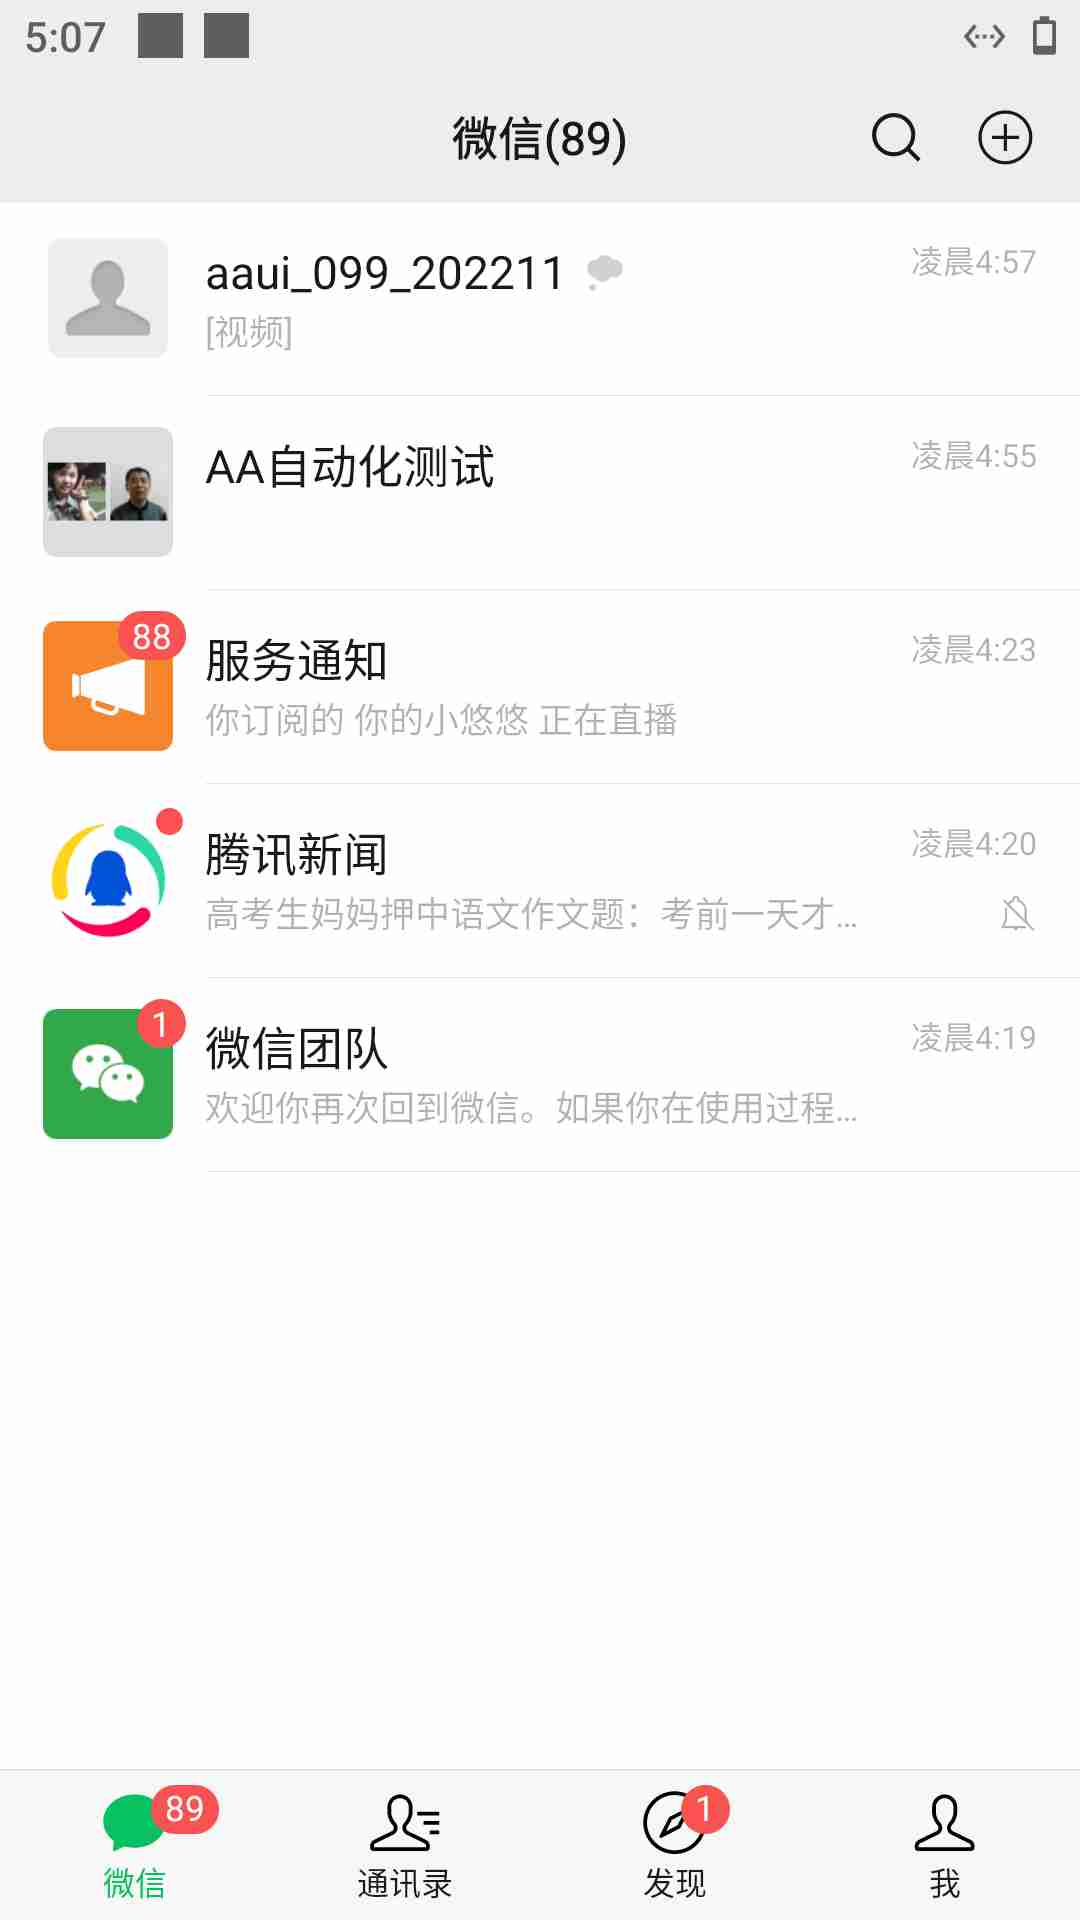 5:07
微信(89)
aaui_099_202211
凌晨4:57
[视频]
AA自动化测试
凌晨4:55
88
服务通知
凌晨4:23
你订阅的 你的小悠悠 正在直播
腾讯新闻
凌晨4:20
高考生妈妈押中语文作文题：考前一天才...
1
微信团队
凌晨4:19
欢迎你再次回到微信。如果你在使用过程...
89
1
微信
通讯录
发现
我